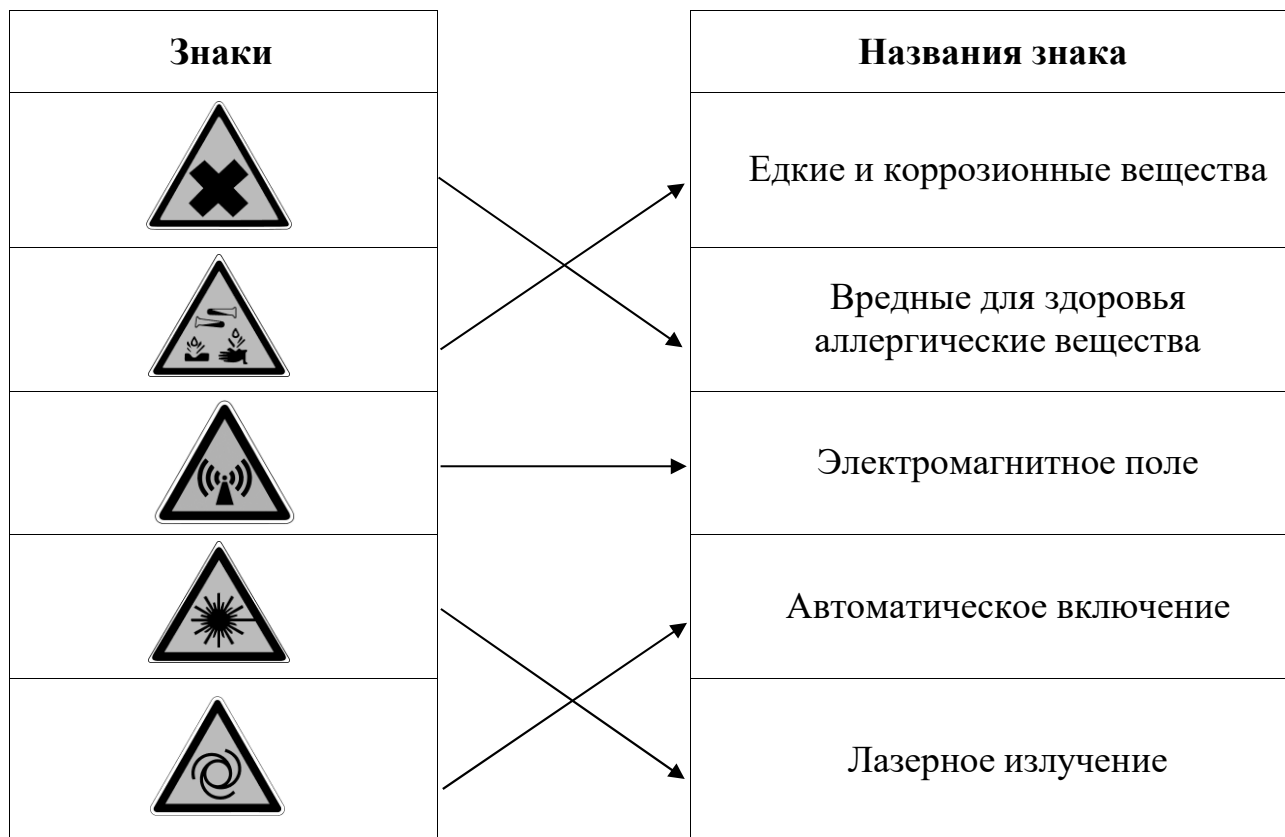 Знаки
Названия знака
Едкие и коррозионные вещества
Вредные для здоровья
аллергические вещества
Электромагнитное поле
Автоматическое включение
Лазерное излучение